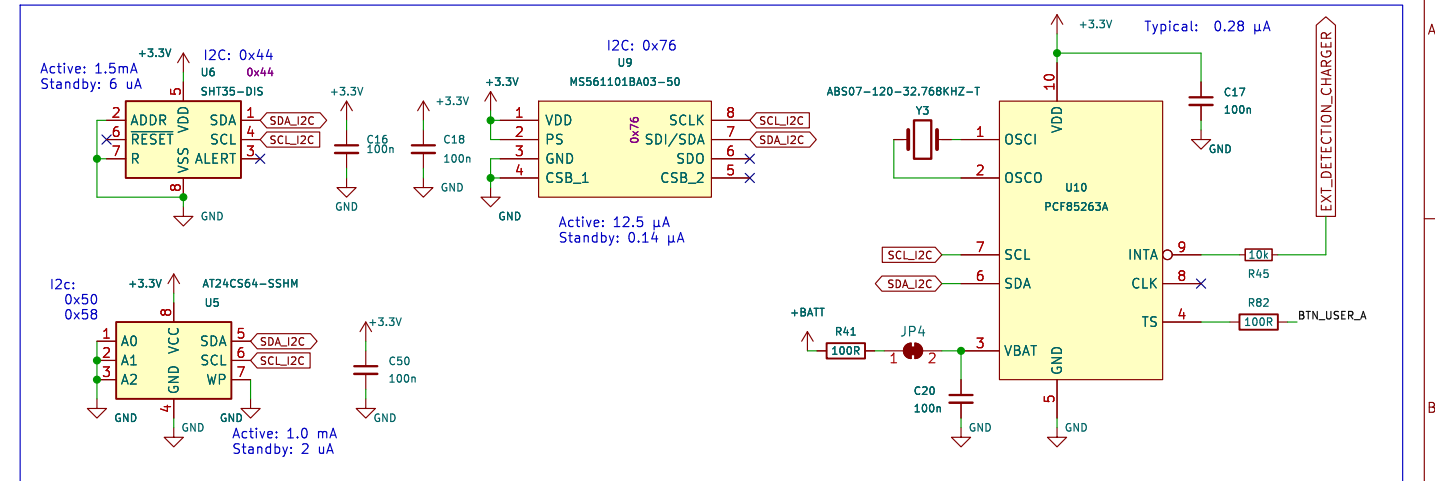 +3.3V
I2C: 0x44
U6
0x44
SHT35-DIS
Active: 1.5mA
Standby: 6 uA
5
VDD
2
ADDR
6
RESET
7
R
SDA
1
SDA_I2C
SCL
4
SCL_I2C
ALERT
3
VSS
8
GND
+3.3V
C16
100n
GND
+3.3V
C18
100n
GND
I2C: 0x76
U9
MS561101BA03-50
+3.3V
1
VDD
2
PS
3
GND
4
CSB_1
0x76
SCLK
8
SCL_I2C
SDI/SDA
7
SDA_I2C
SDO
6
CSB_2
5
GND
Active: 12.5 µA
Standby: 0.14 µA
+3.3V
Typical: 0.28 µA
C17
100n
GND
ABS07-120-32.768KHZ-T
Y3
10
VDD
1
OSCI
2
OSCO
U10
PCF85263A
SCL_I2C
7
SCL
SDA_I2C
6
SDA
INTA
9
10k
R45
EXT_DETECTION_CHARGER
CLK
8
TS
4
R82
100R
BTN_USER_A
+BATT
R41
100R
JP4
1
2
3
VBAT
C20
100n
GND
GND
5
GND
I2c:
0x50
0x58
+3.3V
AT24CS64-SSHM
U5
8
VCC
1
A0
2
A1
3
A2
SDA
5
SDA_I2C
SCL
6
SCL_I2C
WP
7
GND
4
GND
GND
GND
Active: 1.0 mA
Standby: 2 uA
+3.3V
C50
100n
GND
A
B